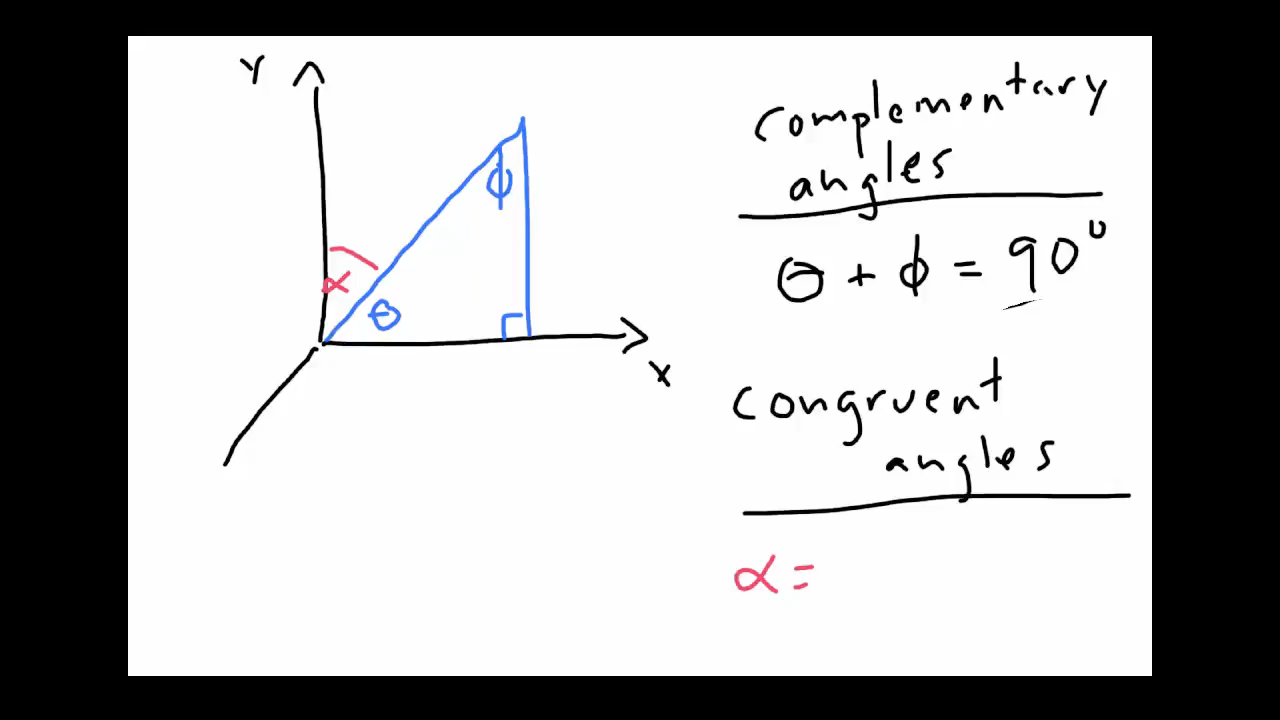 Y
ϕ
α
θ
X
complementary
angles
θ + ϕ = 90°
congruent
angles
α =